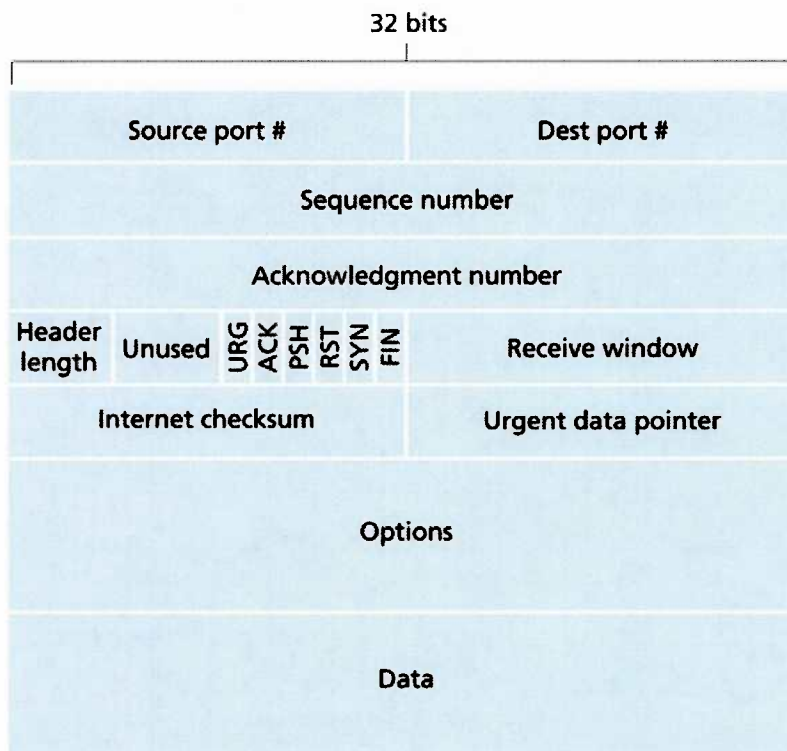 32 bits
Source port #
Dest port #
Sequence number
Acknowledgment number
Header
length
Unused
URG
ACK
PSH
RST
SYN
FIN
Receive window
Internet checksum
Urgent data pointer
Options
Data